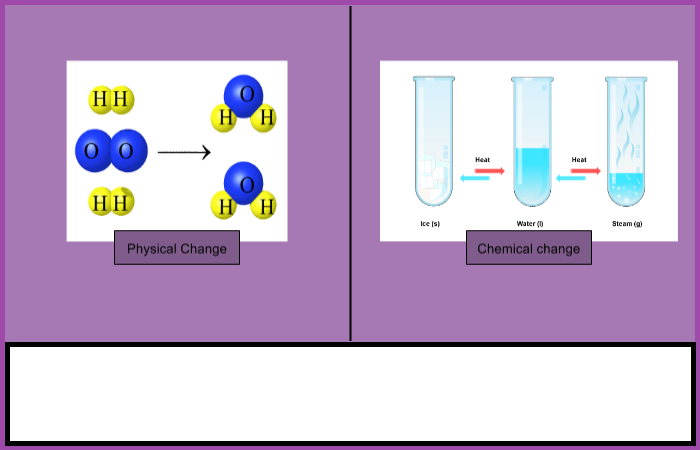 H H
O O
H H
O
H H
O
H H
Physical Change
Heat
Heat
Ice (s)
Water (l)
Steam (g)
Chemical change